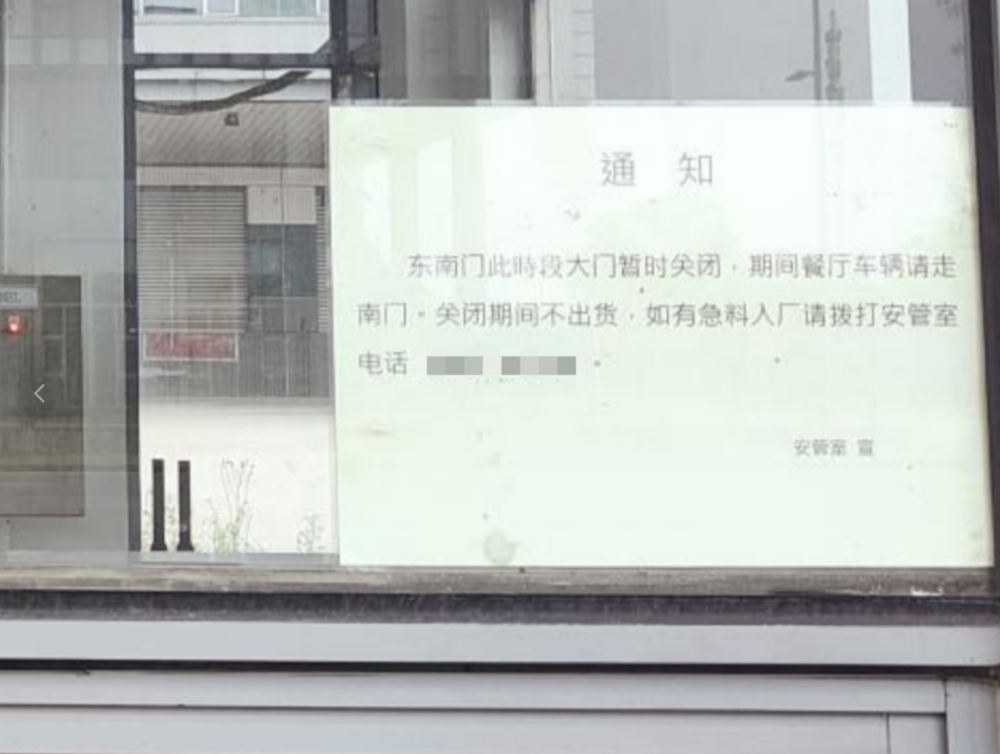 通 知
东南门此時段大门暂时关闭，期间餐厅车辆请走
南门。关闭期间不出货，如有急料入厂请拨打安管室
电话 。
安管室 宣